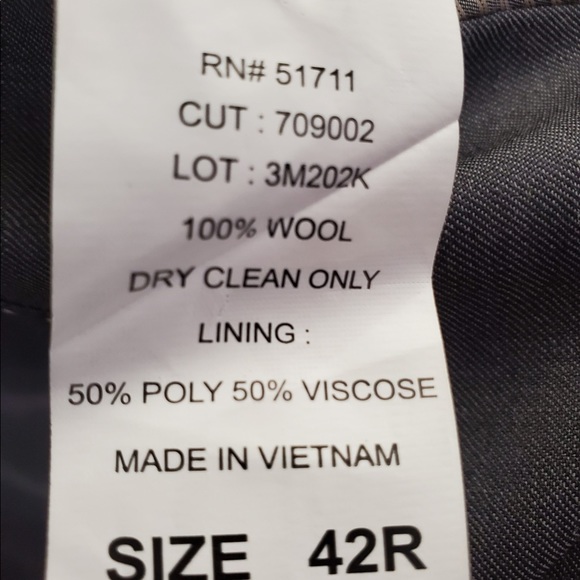 RN# 51711
CUT : 709002
LOT : 3M202K
100% WOOL
DRY CLEAN ONLY
LINING :
50% POLY 50% VISCOSE
MADE IN VIETNAM
SIZE 42R